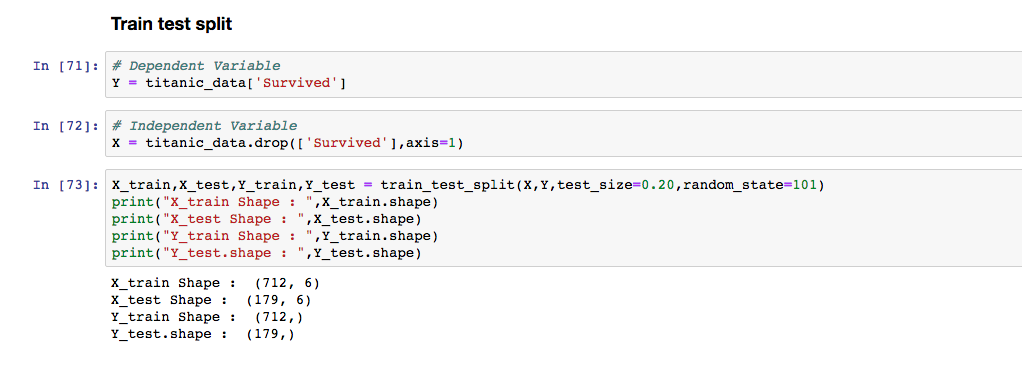 Train test split
In [71]: # Dependent Variable
Y = titanic_data['Survived']
In [72]: # Independent Variable
X = titanic_data.drop(['Survived'],axis=1)
In [73]: X_train,X_test,Y_train,Y_test = train_test_split(X,Y,test_size=0.20,random_state=101)
print("X_train Shape : ",X_train.shape)
print("X_test Shape : ",X_test.shape)
print("Y_train Shape : ",Y_train.shape)
print("Y_test.shape : ",Y_test.shape)
X_train Shape :  (712, 6)
X_test Shape :  (179, 6)
Y_train Shape :  (712,)
Y_test.shape :  (179,)